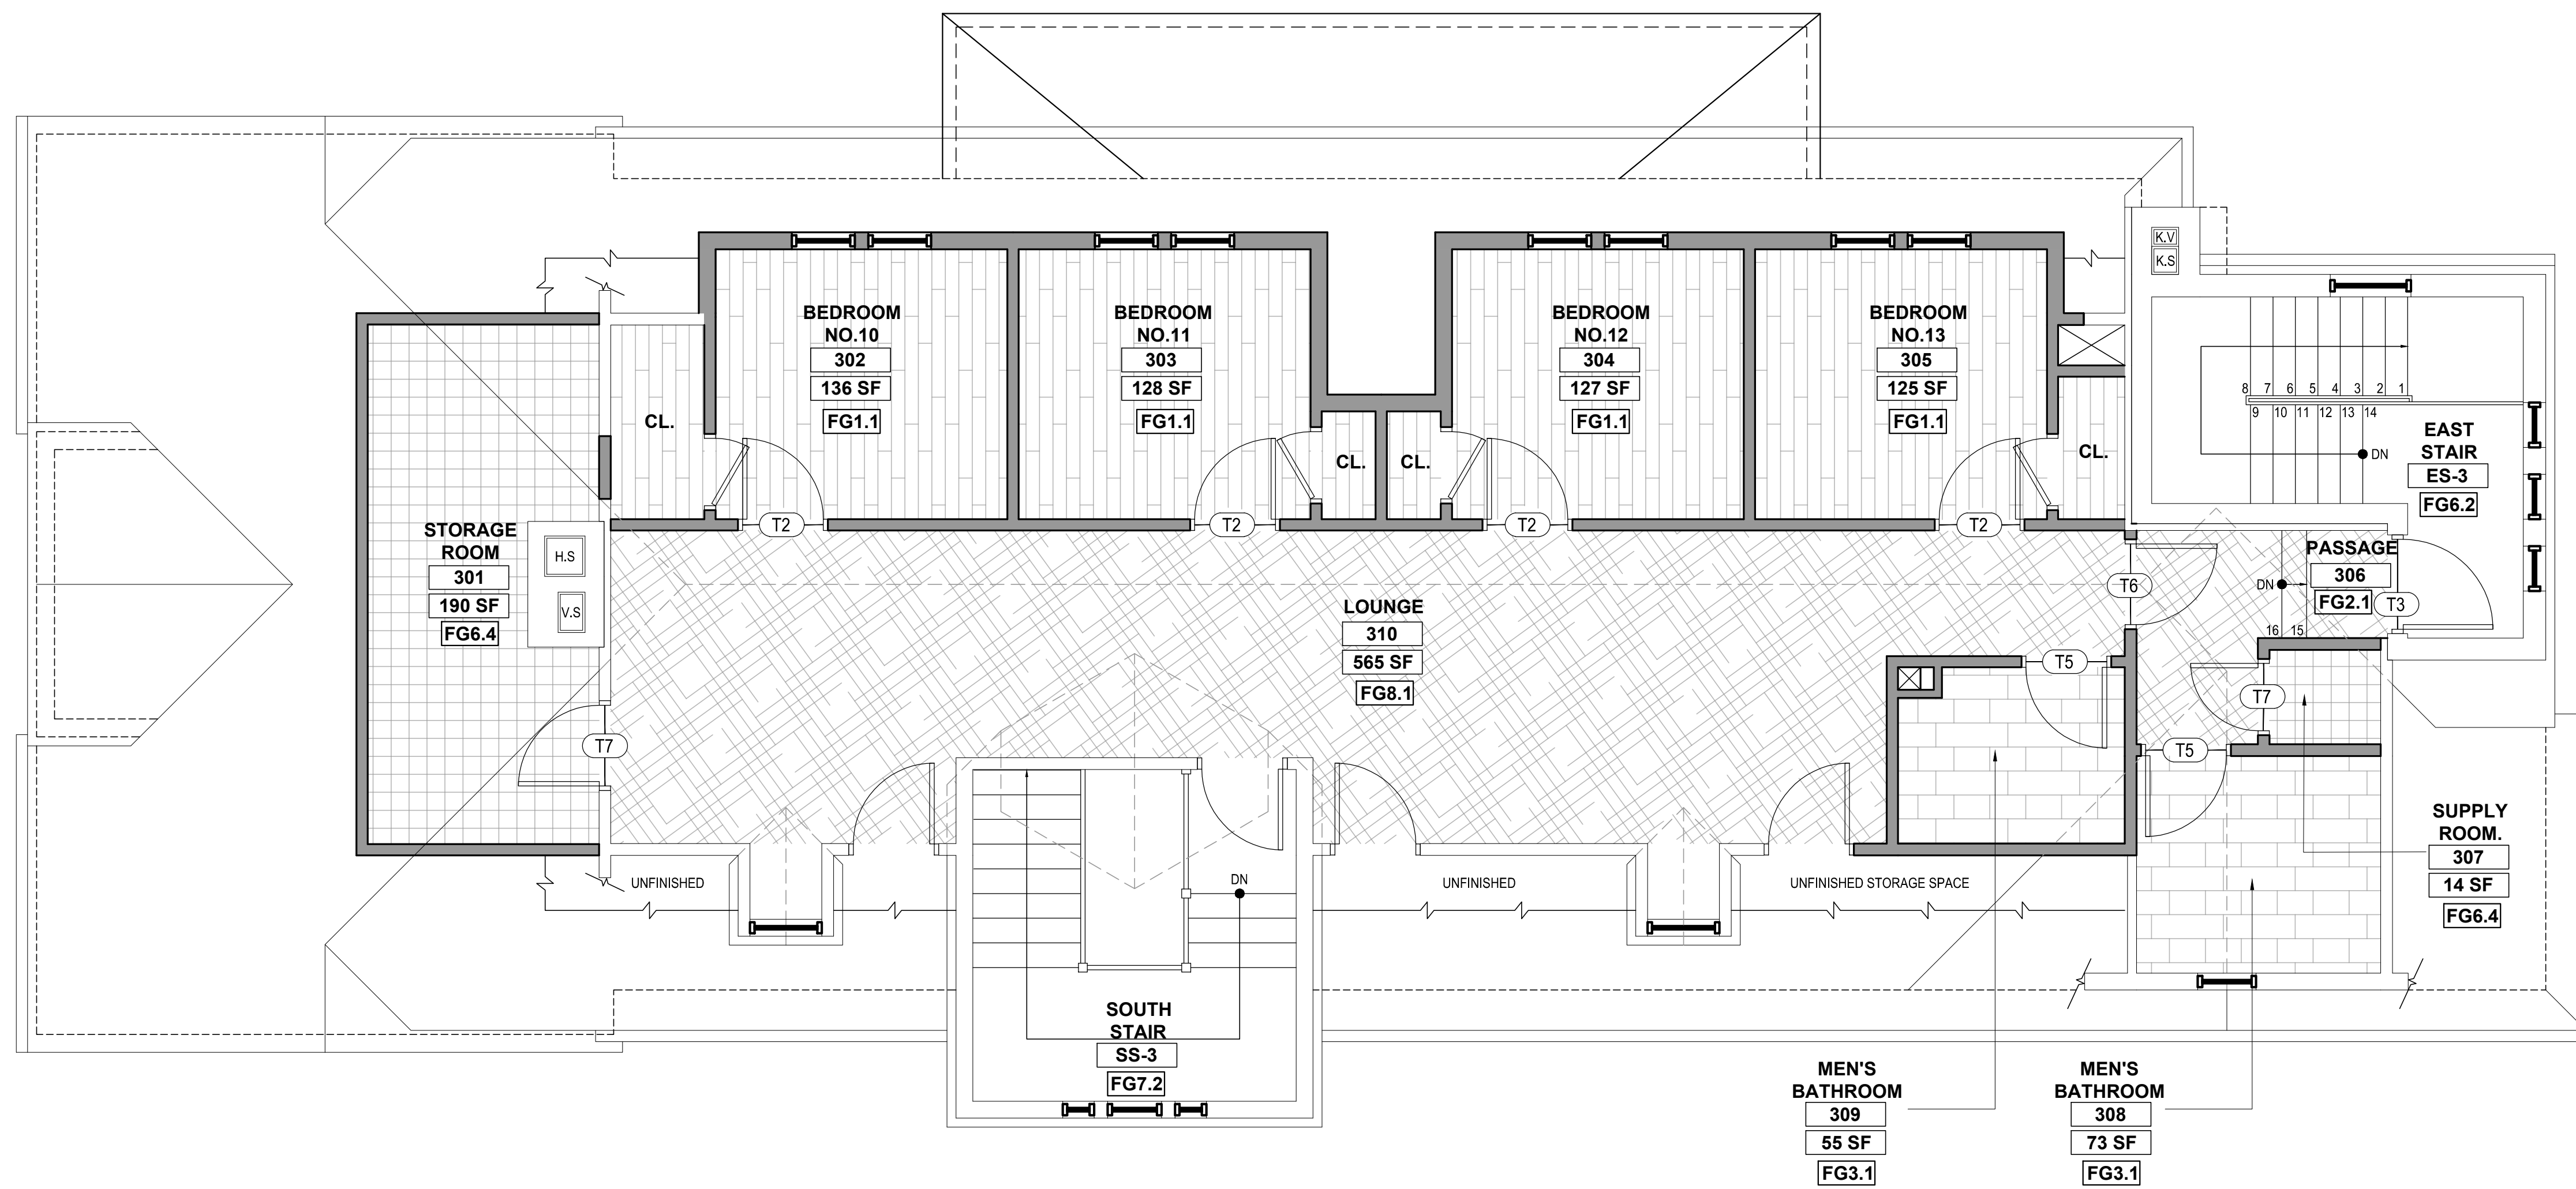 K.V
K.S
BEDROOM
NO.10
302
136 SF
FG1.1
BEDROOM
NO.11
303
128 SF
FG1.1
BEDROOM
NO.12
304
127 SF
FG1.1
BEDROOM
NO.13
305
125 SF
FG1.1
CL.
CL.
CL.
CL.
8 7 6 5 4 3 2 1
9 10 11 12 13 14
DN
EAST
STAIR
ES-3
FG6.2
T2
T2
T2
T2
STORAGE
ROOM
301
190 SF
FG6.4
H.S
V.S
T7
LOUNGE
310
565 SF
FG8.1
T6
DN
16 15
PASSAGE
306
FG2.1
T3
T5
T7
T5
UNFINISHED
DN
UNFINISHED
UNFINISHED STORAGE SPACE
SUPPLY
ROOM.
307
14 SF
FG6.4
SOUTH
STAIR
SS-3
FG7.2
MEN'S
BATHROOM
309
55 SF
FG3.1
MEN'S
BATHROOM
308
73 SF
FG3.1